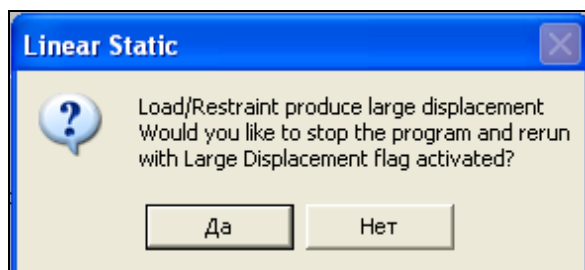 Linear Static
Load/Restraint produce large displacement
Would you like to stop the program and rerun
with Large Displacement flag activated?
Да
Нет